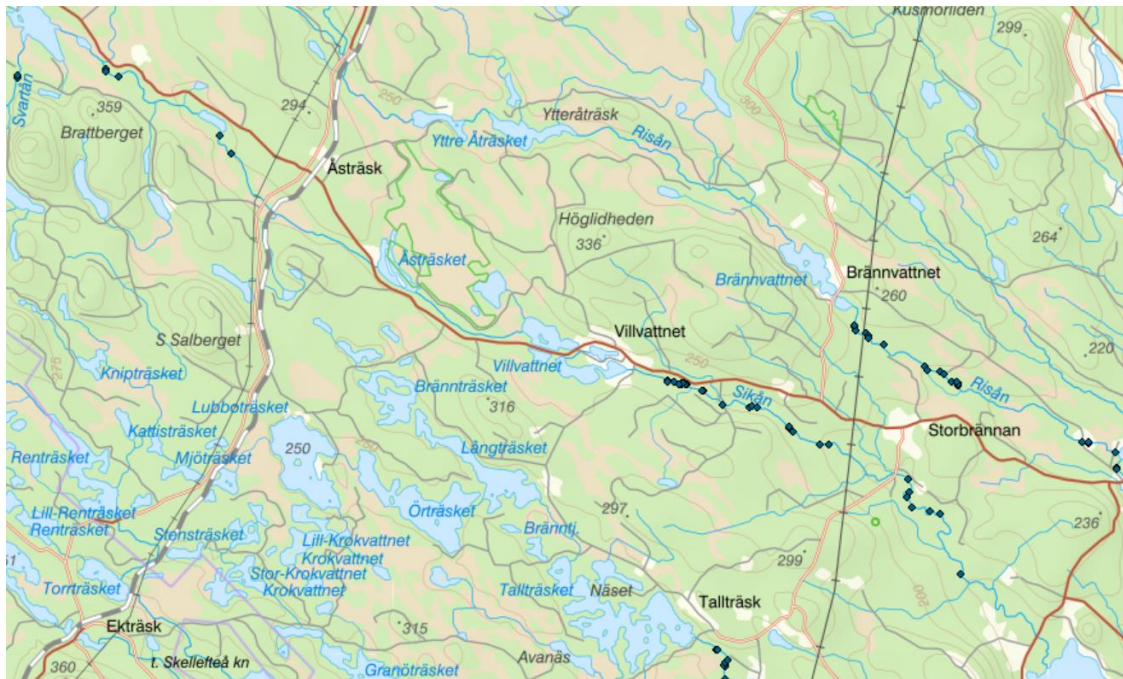 Kusmorliden
299
Svartån
359
Brattberget
294
250
Ytteråträsk
Yttre Åträsket
Risån
300
Åsträsk
Höglidheden
336
264
Åsträsket
Brännvattnet
Brännvattnet
260
S Salberget
Villvattnet
250
220
275
Knipträsket
Villvattnet
Brännträsket
316
Sikån
Risån
Lubboträsket
Kattisträsket
250
Storbrännan
Renträsket
Mjöträsket
Långträsket
Lill-Renträsket
Renträsket
Örträsket
297
236
Stensträsket
Lill-Krokvattnet
Krokvattnet
Bränntj.
299
Stor-Krokvattnet
Krokvattnet
Torrträsket
Tallträsket
Näset
Tallträsk
200
Ekträsk
315
t. Skellefteå kn
360
Granöträsket
Avanäs